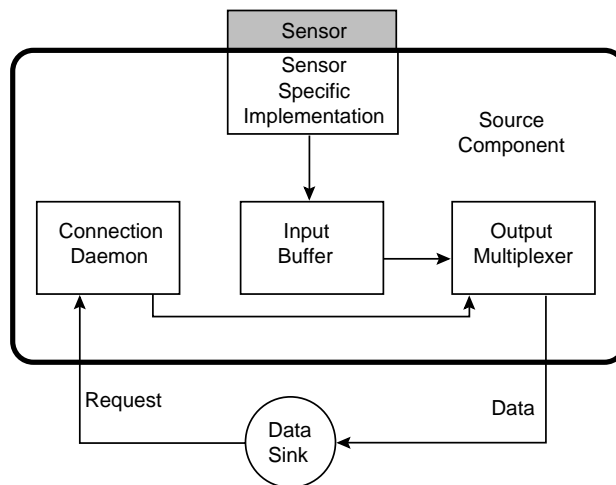 Sensor
Sensor
Specific
Implementation
Source
Component
Connection
Daemon
Input
Buffer
Output
Multiplexer
Request
Data
Data
Sink